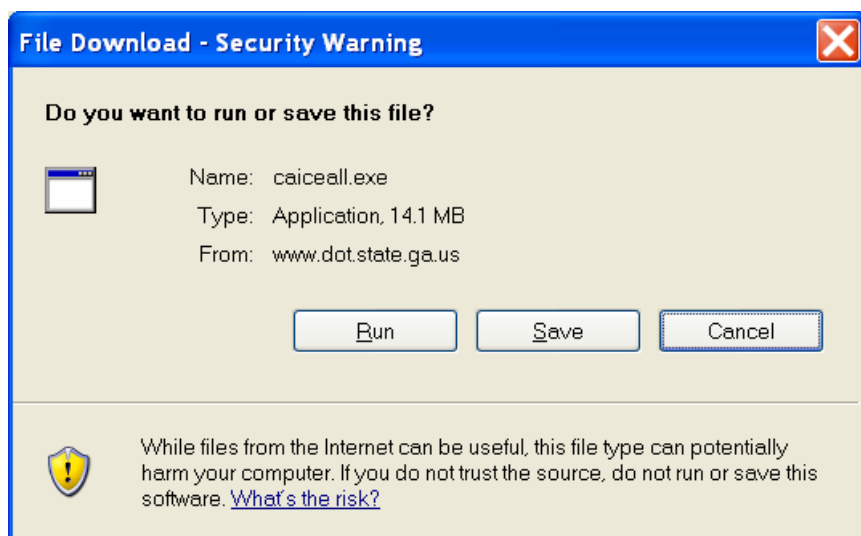 File Download - Security Warning
Do you want to run or save this file?
Name: caiceall.exe
Type: Application, 14.1 MB
From: www.dot.state.ga.us
Run Save Cancel
While files from the Internet can be useful, this file type can potentially
harm your computer. If you do not trust the source, do not run or save this
software. What's the risk?